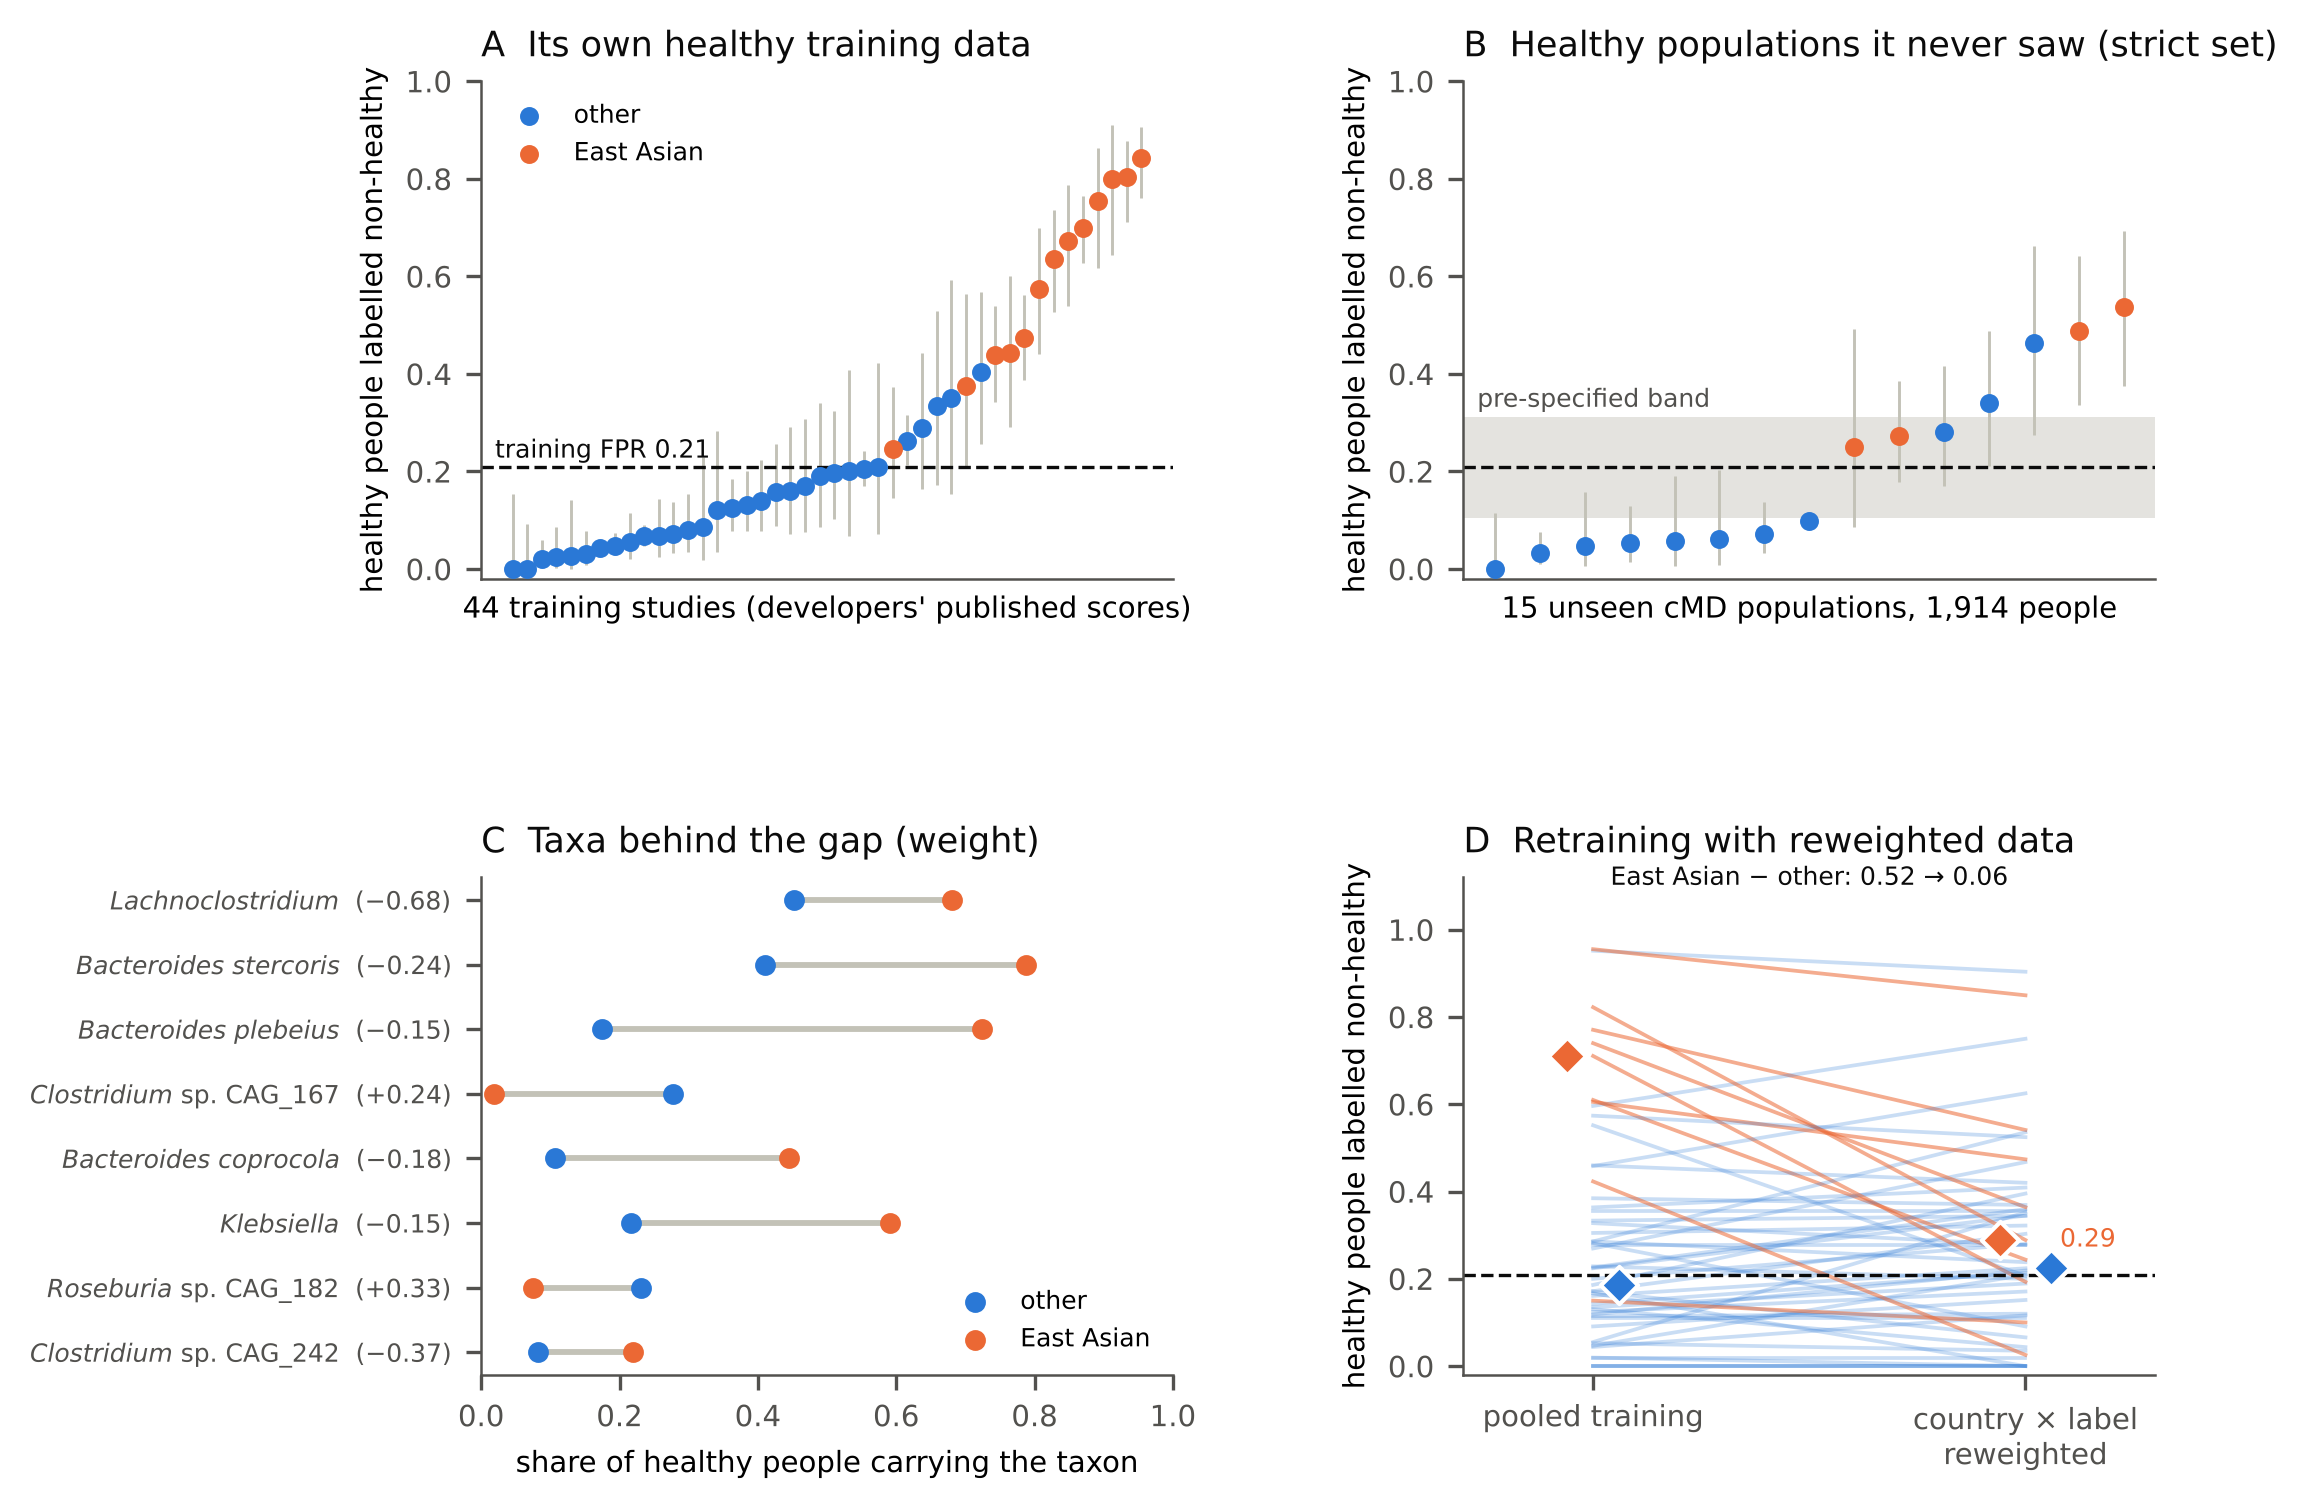 A Its own healthy training data
healthy people labelled non-healthy
1.0
0.8
0.6
0.4
0.2
0.0
other
East Asian
training FPR 0.21
44 training studies (developers' published scores)
B Healthy populations it never saw (strict set)
healthy people labelled non-healthy
1.0
0.8
0.6
0.4
0.2
0.0
pre-specified band
15 unseen cMD populations, 1,914 people
C Taxa behind the gap (weight)
Lachnoclostridium (−0.68)
Bacteroides stercoris (−0.24)
Bacteroides plebeius (−0.15)
Clostridium sp. CAG_167 (+0.24)
Bacteroides coprocola (−0.18)
Klebsiella (−0.15)
Roseburia sp. CAG_182 (+0.33)
Clostridium sp. CAG_242 (−0.37)
other
East Asian
0.0 0.2 0.4 0.6 0.8 1.0
share of healthy people carrying the taxon
D Retraining with reweighted data
East Asian − other: 0.52 → 0.06
healthy people labelled non-healthy
1.0
0.8
0.6
0.4
0.2
0.0
0.29
pooled training
country × label
reweighted